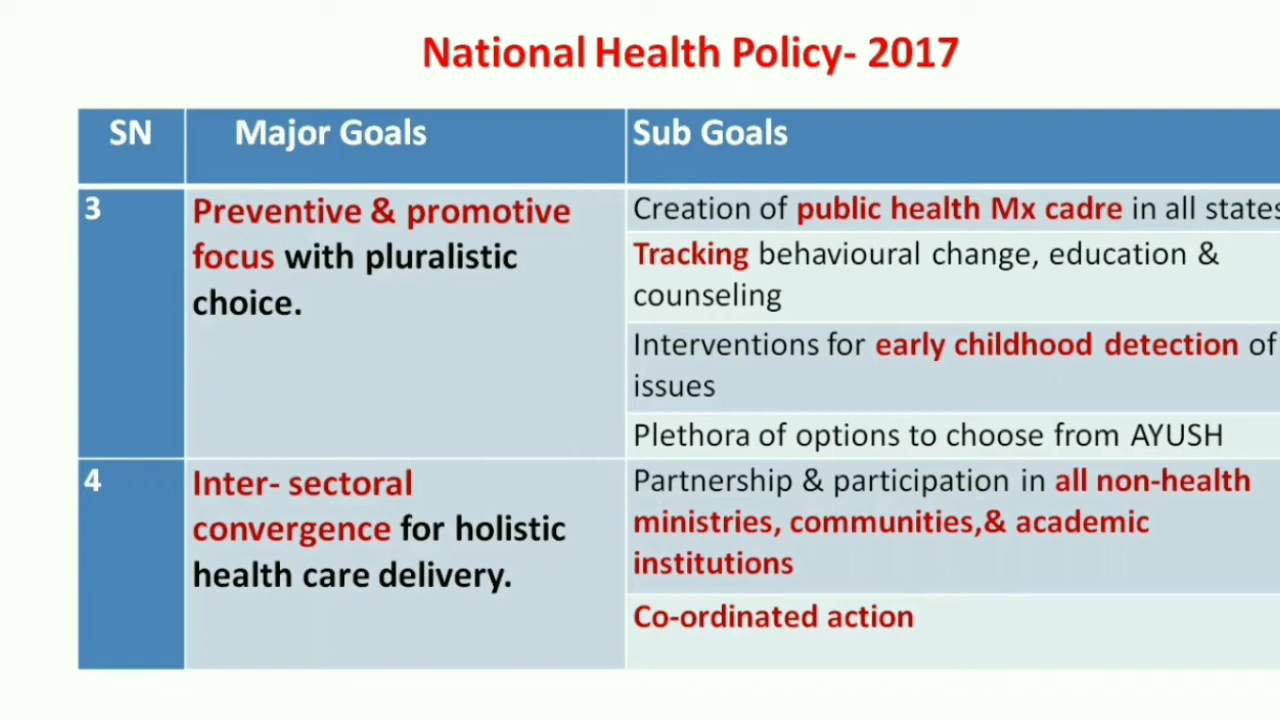 National Health Policy- 2017
SN Major Goals Sub Goals
3
Preventive & promotive
focus with pluralistic
choice.
Creation of public health Mx cadre in all states
Tracking behavioural change, education &
counseling
Interventions for early childhood detection of
issues
Plethora of options to choose from AYUSH
4
Inter- sectoral
convergence for holistic
health care delivery.
Partnership & participation in all non-health
ministries, communities,& academic
institutions
Co-ordinated action